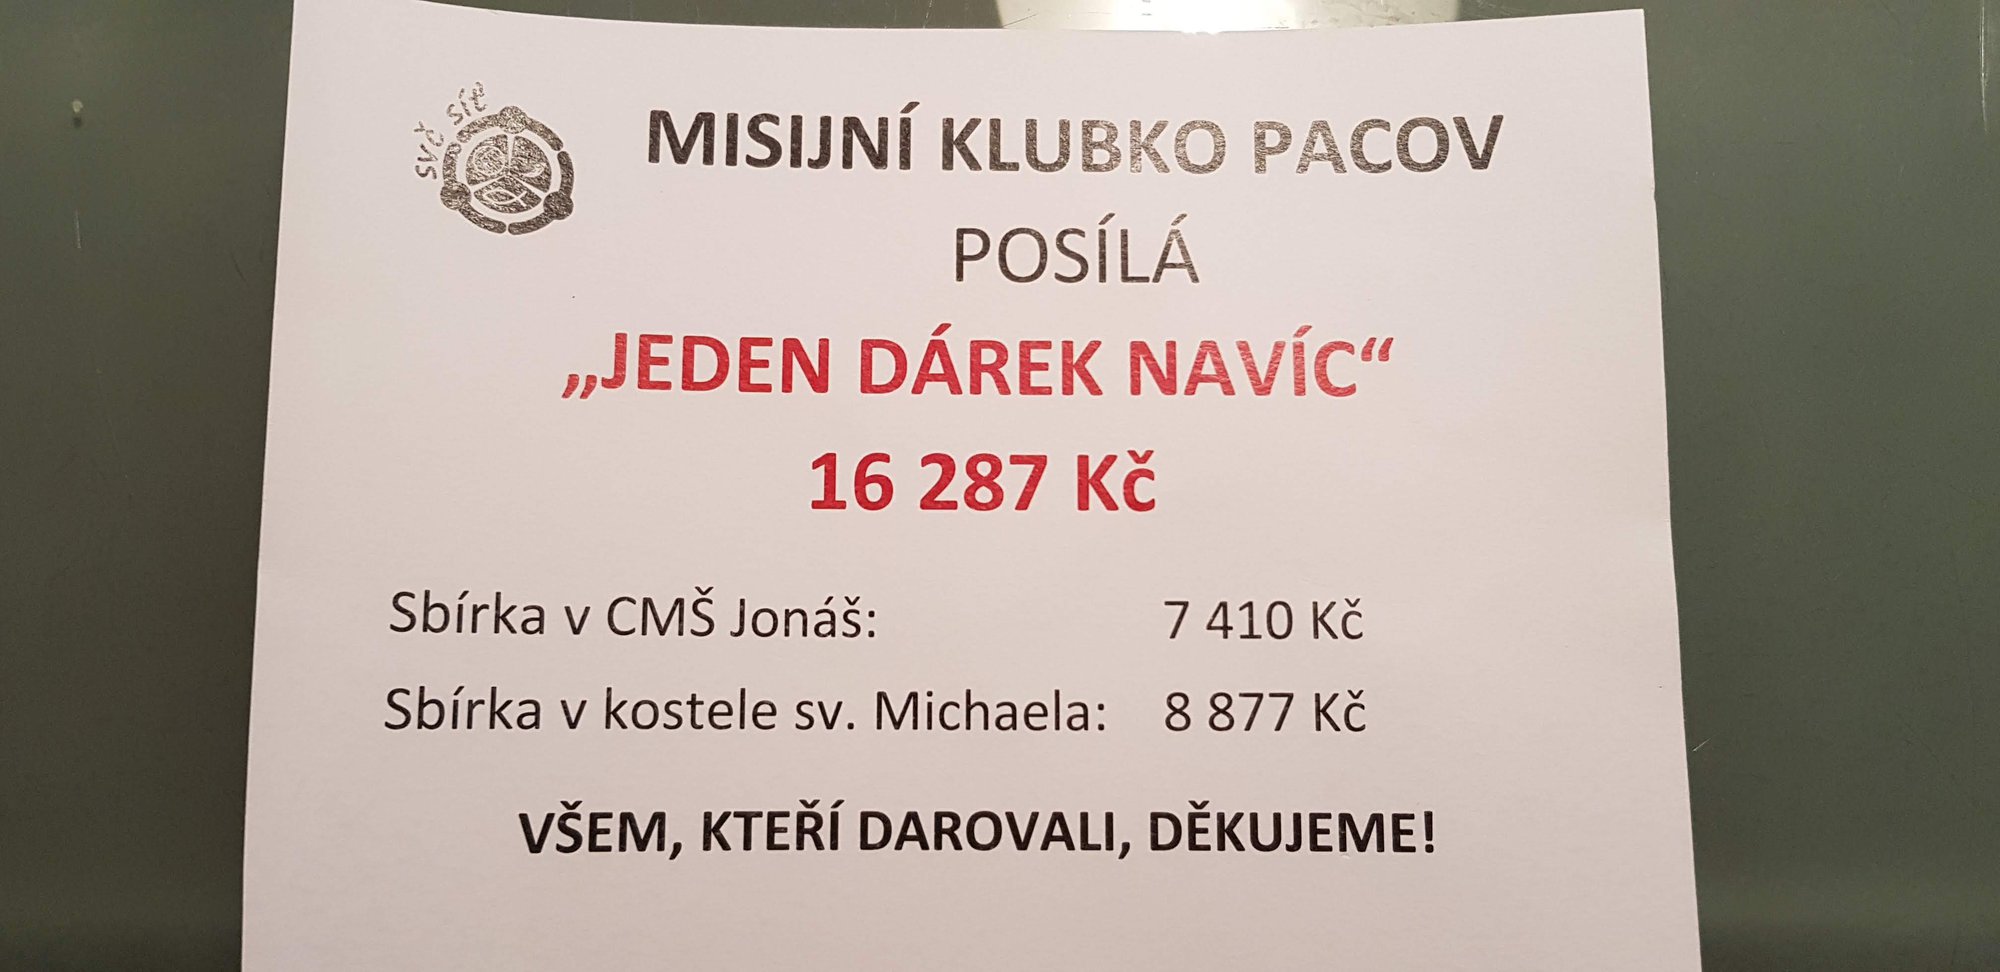 svč síť
MISIJNÍ KLUBKO PACOV
POSÍLÁ
„JEDEN DÁREK NAVÍC“
16 287 Kč
Sbírka v CMŠ Jonáš: 7 410 Kč
Sbírka v kostele sv. Michaela: 8 877 Kč
VŠEM, KTEŘÍ DAROVALI, DĚKUJEME!